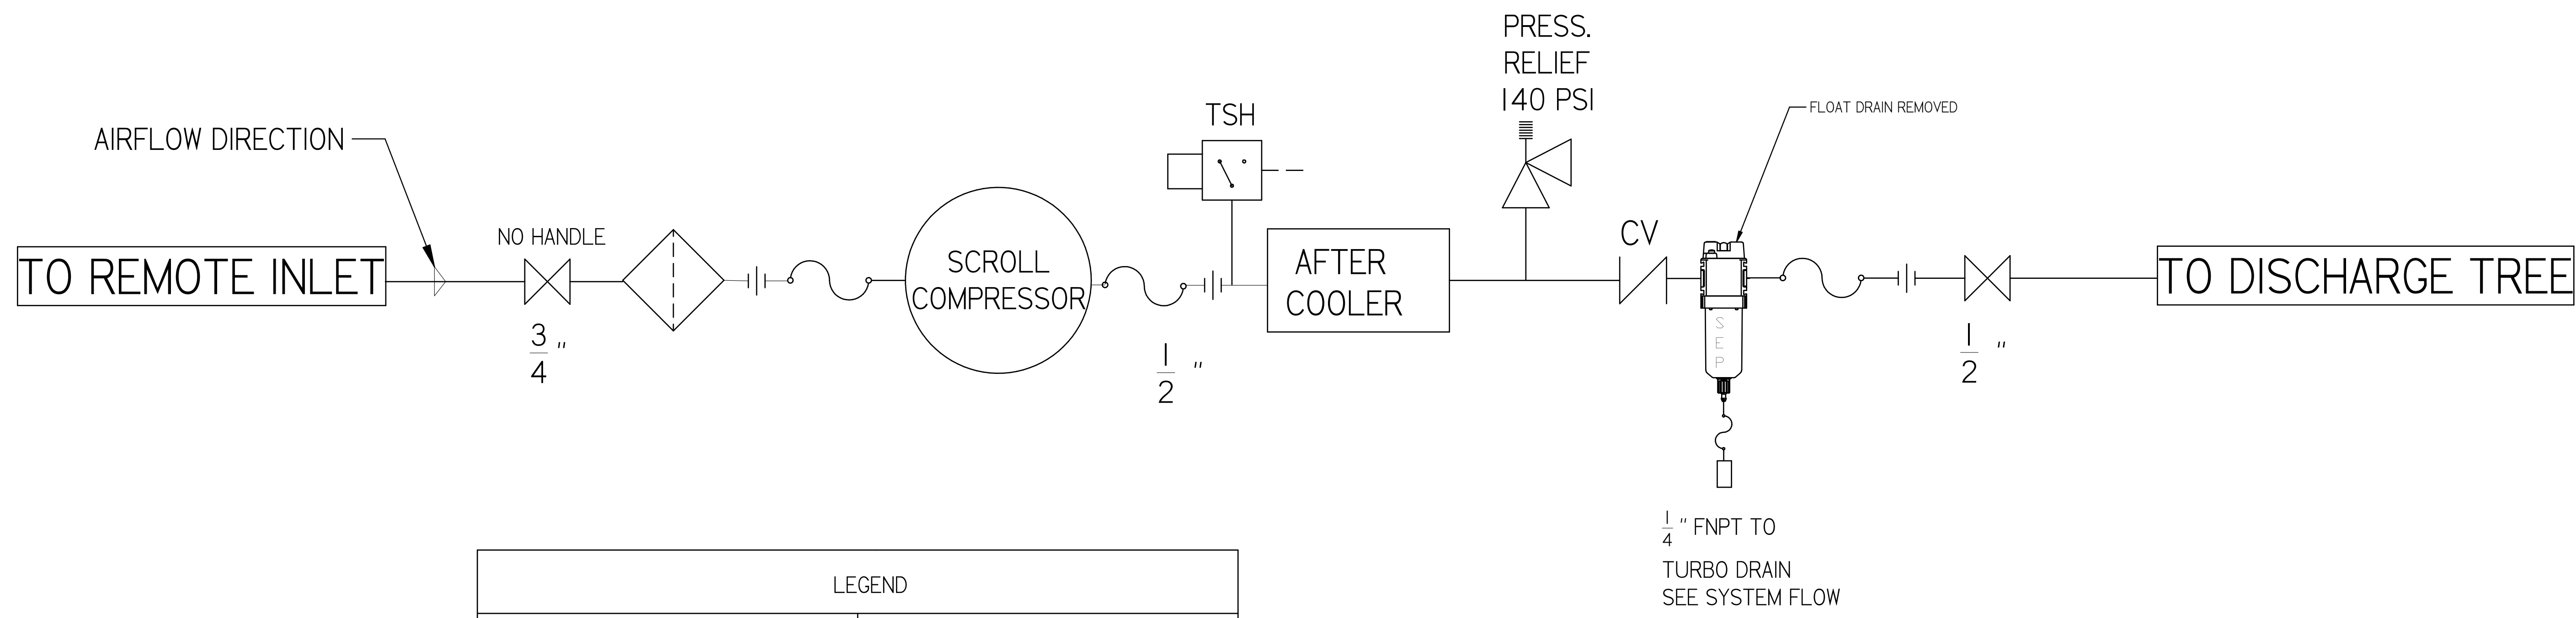 PRESS.
RELIEF
140 PSI
TSH
FLOAT DRAIN REMOVED
AIRFLOW DIRECTION
NO HANDLE
CV
TO REMOTE INLET
SCROLL
COMPRESSOR
AFTER
COOLER
TO DISCHARGE TREE
S
E
P
3/4 "
1/2 "
1/2 "
1/4 " FNPT TO
TURBO DRAIN
SEE SYSTEM FLOW
LEGEND